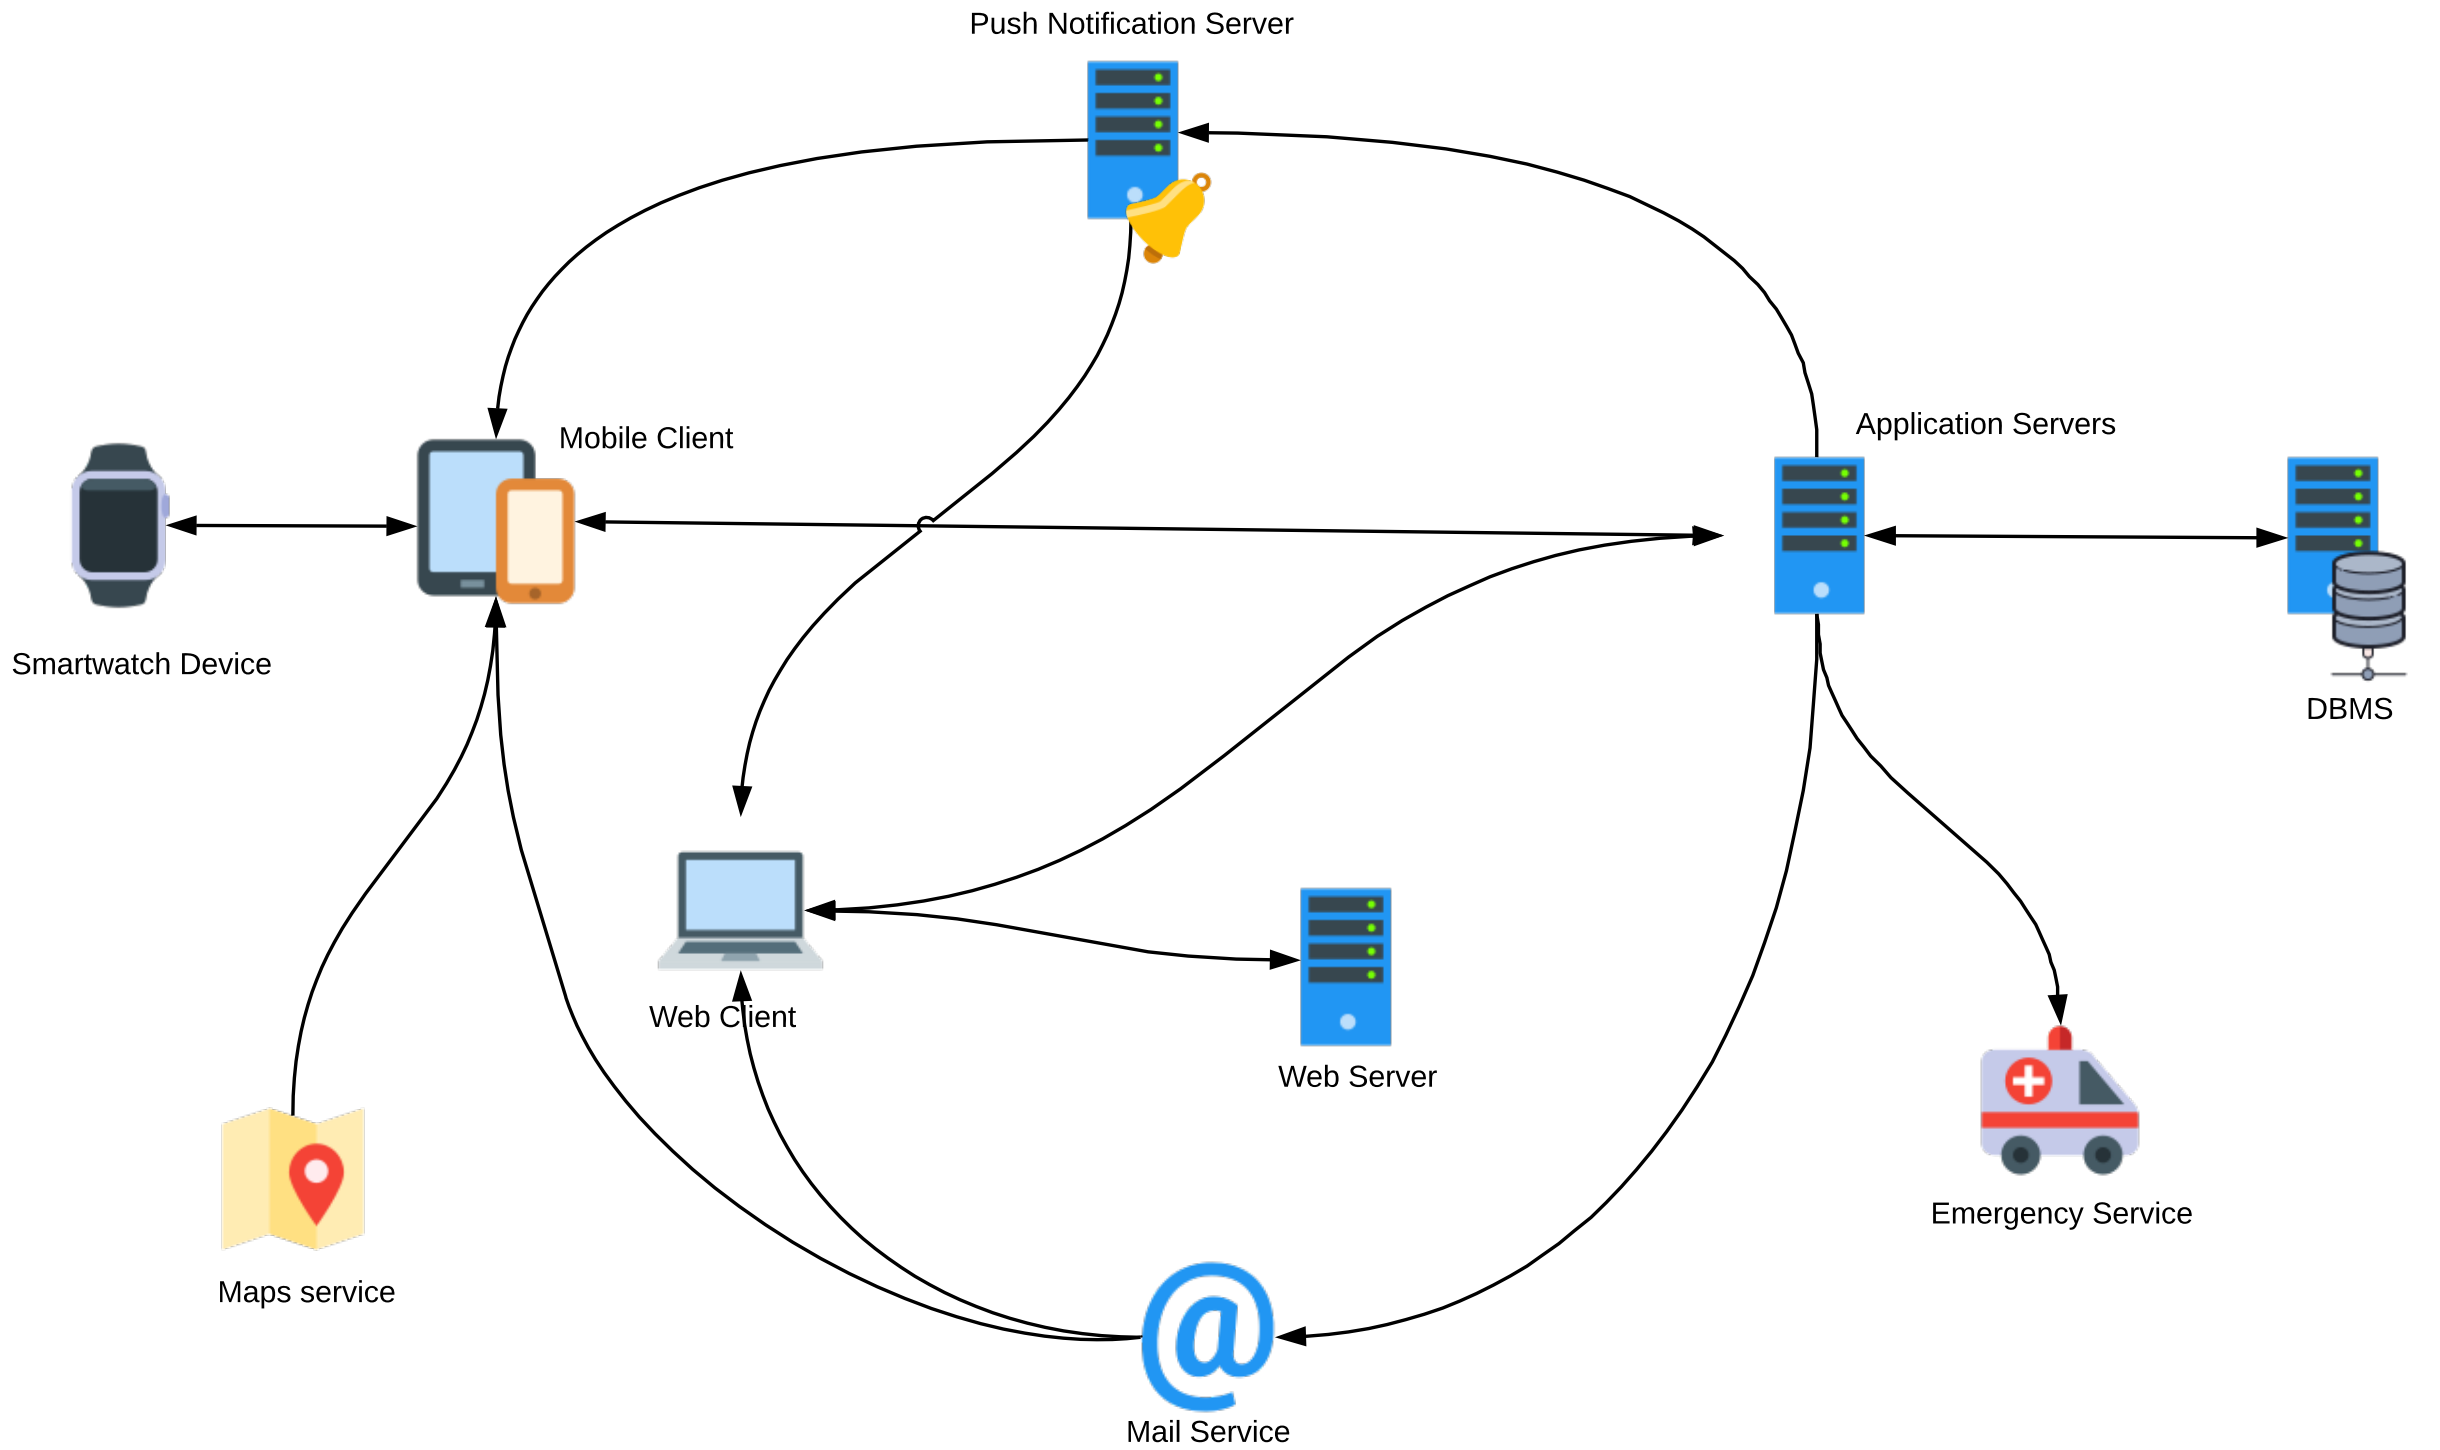 Push Notification Server
Mobile Client
Application Servers
Smartwatch Device
DBMS
Web Client
Web Server
Emergency Service
Maps service
@
Mail Service